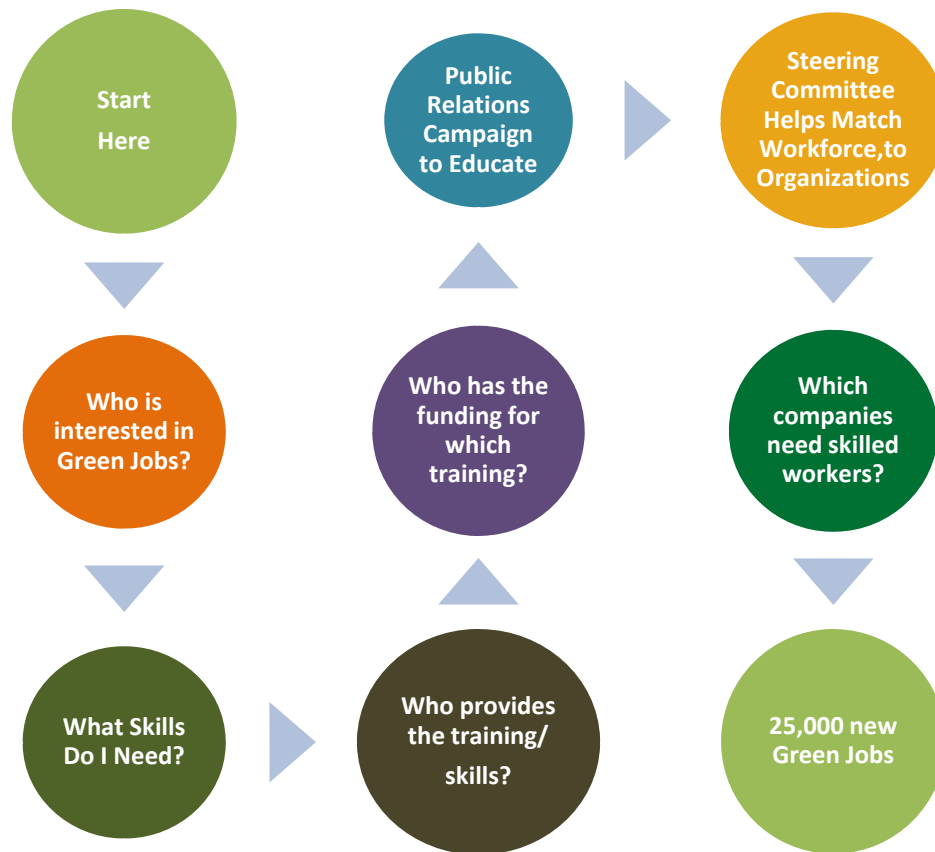 Start
Here
Who is
interested in
Green Jobs?
What Skills
Do I Need?
Who provides
the training/
skills?
Who has the
funding for
which
training?
Public
Relations
Campaign
to Educate
Steering
Committee
Helps Match
Workforce,to
Organizations
Which
companies
need skilled
workers?
25,000 new
Green Jobs